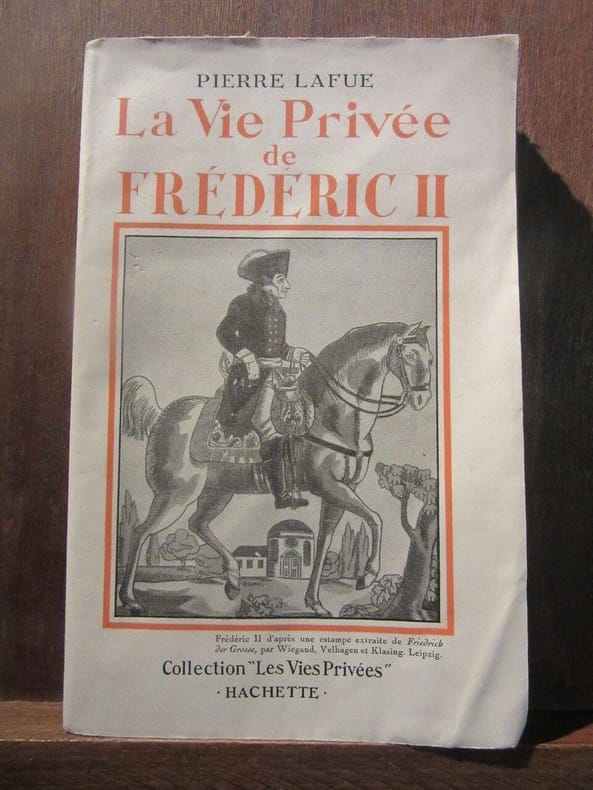 PIERRE LAFUE
La Vie Privée
de
FRÉDÉRIC II
Frédéric II d'après une estampe extraite de Friedrich
der Grosse, par Wiegand, Velhagen et Klasing. Leipzig.
Collection "Les Vies Privées"
· HACHETTE ·